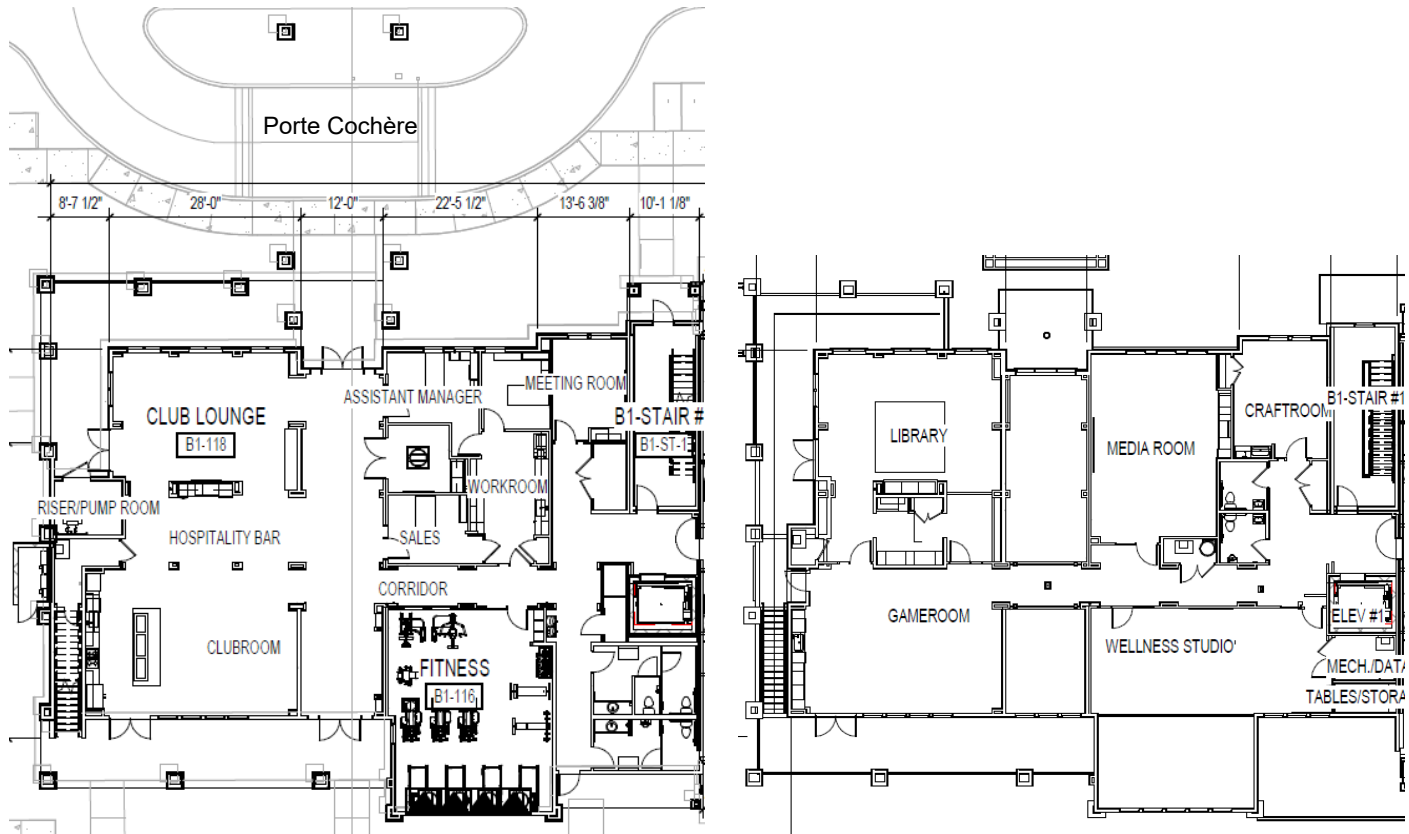 Porte Cochère
8'-7 1/2" 28'-0" 12'-0" 22'-5 1/2" 13'-6 3/8" 10'-1 1/8"
ASSISTANT MANAGER
MEETING ROOM
CLUB LOUNGE
B1-118
B1-STAIR #
B1-ST-1
RISER/PUMP ROOM
WORKROOM
HOSPITALITY BAR
SALES
CORRIDOR
CLUBROOM
FITNESS
B1-116
B1-STAIR #1
CRAFTROOM
LIBRARY
MEDIA ROOM
GAMEROOM
ELEV #1
WELLNESS STUDIO'
MECH./DATA
TABLES/STORA